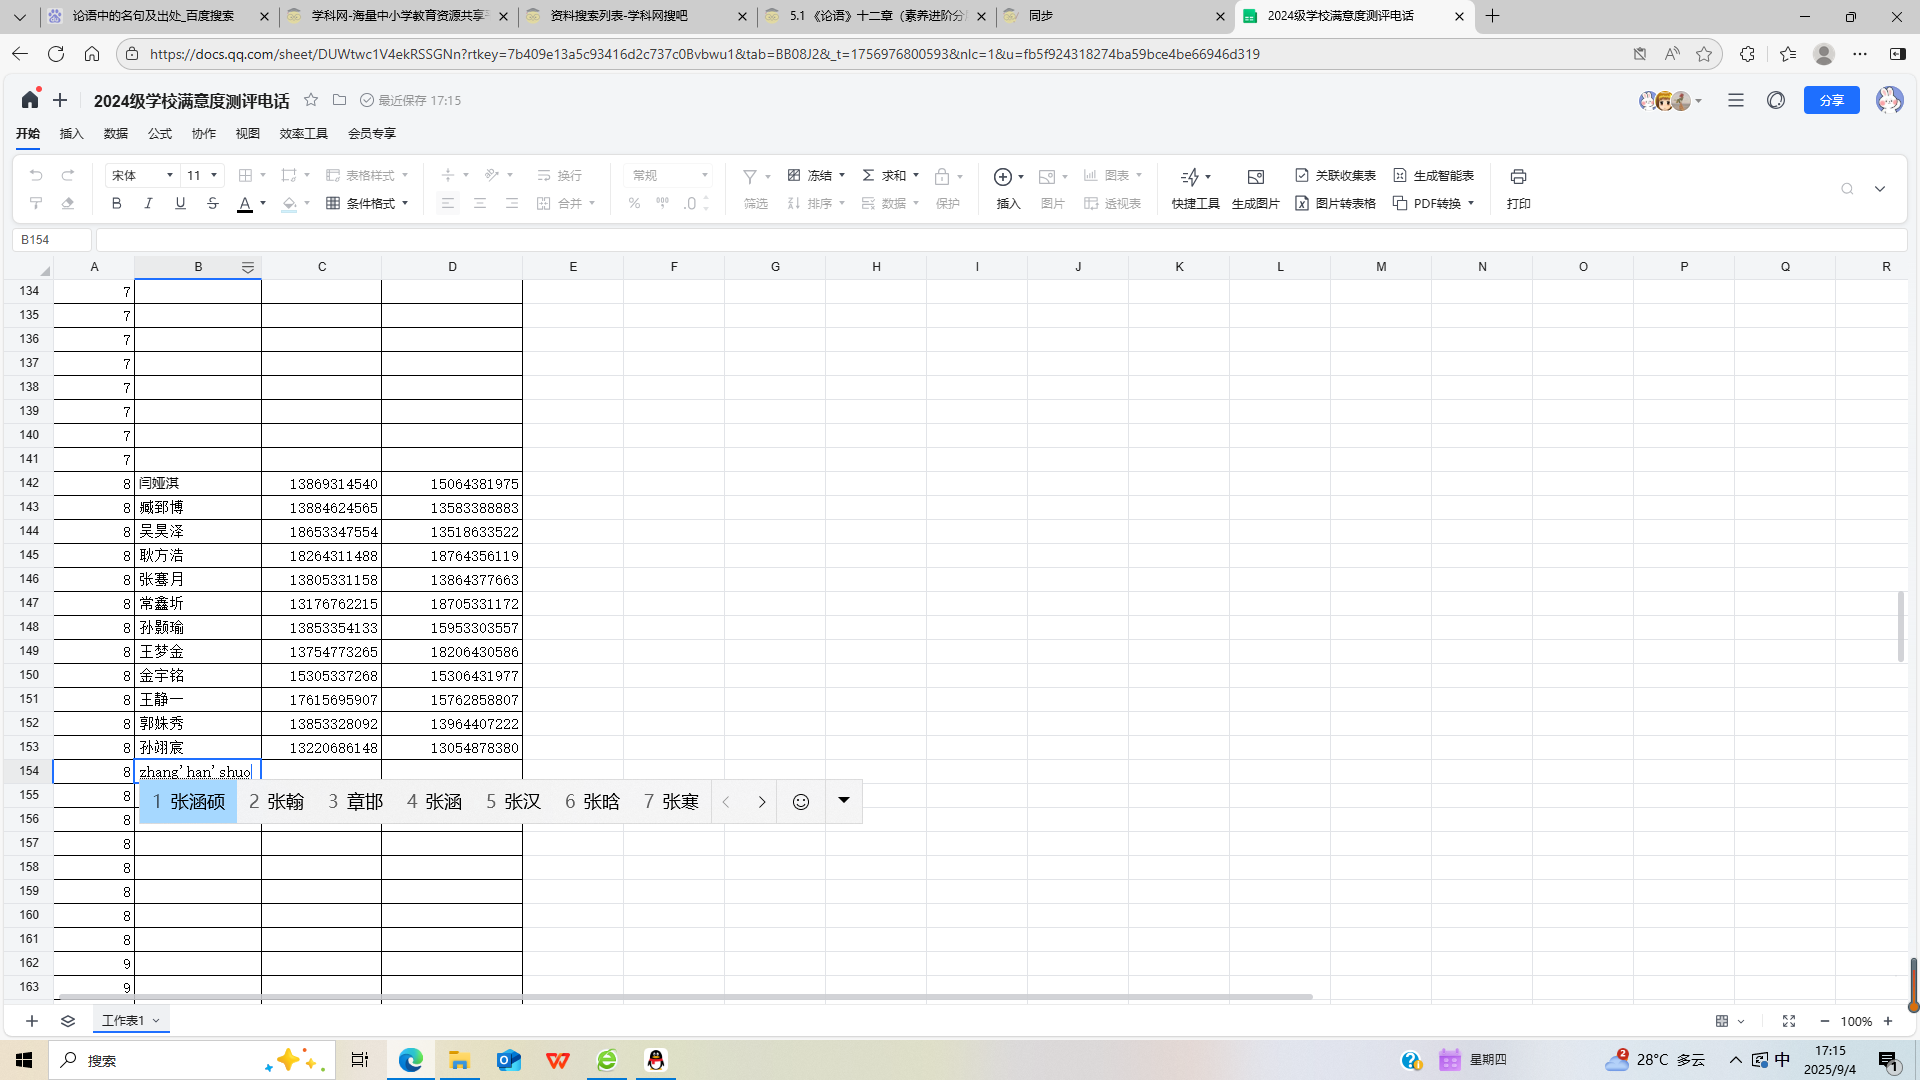 论语中的名句及出处_百度搜索
学科网-海量中小学教育资源共享平
资料搜索列表-学科网搜吧
5.1 《论语》十二章（素养进阶分层
同步
2024级学校满意度测评电话
https://docs.qq.com/sheet/DUWtwc1V4ekRSSGNn?rtkey=7b409e13a5c93416d2c737c0Bvbwu1&tab=BB08J2&_t=1756976800593&nlc=1&u=fb5f924318274ba59bce4be66946d319
2024级学校满意度测评电话 最近保存 17:15 分享
开始 插入 数据 公式 协作 视图 效率工具 会员专享
宋体 11 表格样式 换行 常规 冻结 求和 图表 关联收集表 生成智能表
B I U S A 条件格式 合并 % .0 筛选 排序 数据 保护 插入 图片 透视表 快捷工具 生成图片 图片转表格 PDF转换 打印
B154
A B C D E F G H I J K L M N O P Q R
134 7
135 7
136 7
137 7
138 7
139 7
140 7
141 7
142 8 闫娅淇 13869314540 15064381975
143 8 臧郅博 13884624565 13583388883
144 8 吴昊泽 18653347554 13518633522
145 8 耿方浩 18264311488 18764356119
146 8 张骞月 13805331158 13864377663
147 8 常鑫圻 13176762215 18705331172
148 8 孙颢瑜 13853354133 15953303557
149 8 王梦金 13754773265 18206430586
150 8 金宇铭 15305337268 15306431977
151 8 王静一 17615695907 15762858807
152 8 郭姝秀 13853328092 13964407222
153 8 孙翊宸 13220686148 13054878380
154 8 zhang'han'shuo
155 8
1 张涵硕 2 张翰 3 章邯 4 张涵 5 张汉 6 张晗 7 张寒
156 8
157 8
158 8
159 8
160 8
161 8
162 9
163 9
工作表1 100%
搜索 星期四 2 28°C 多云 中 17:15 1
2025/9/4